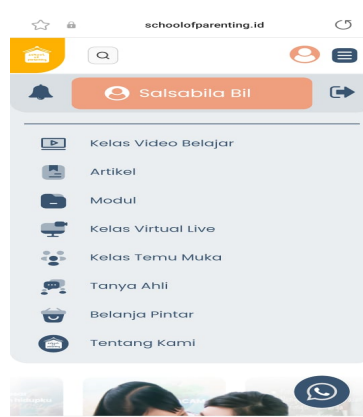 schoolofparenting.id
Salsabila Bil
Kelas Video Belajar
Artikel
Modul
Kelas Virtual Live
Kelas Temu Muka
Tanya Ahli
Belanja Pintar
Tentang Kami